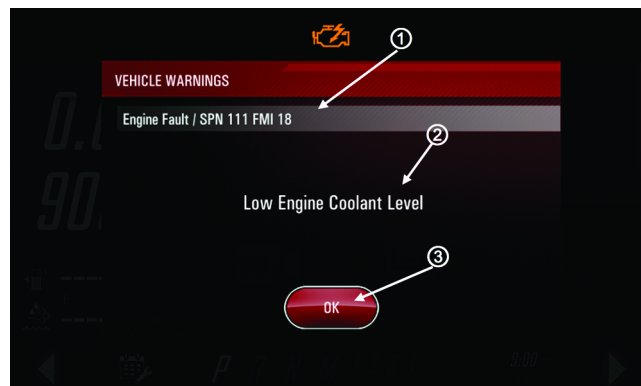 ①
VEHICLE WARNINGS
Engine Fault / SPN 111 FMI 18
②
Low Engine Coolant Level
③
OK
P R N M